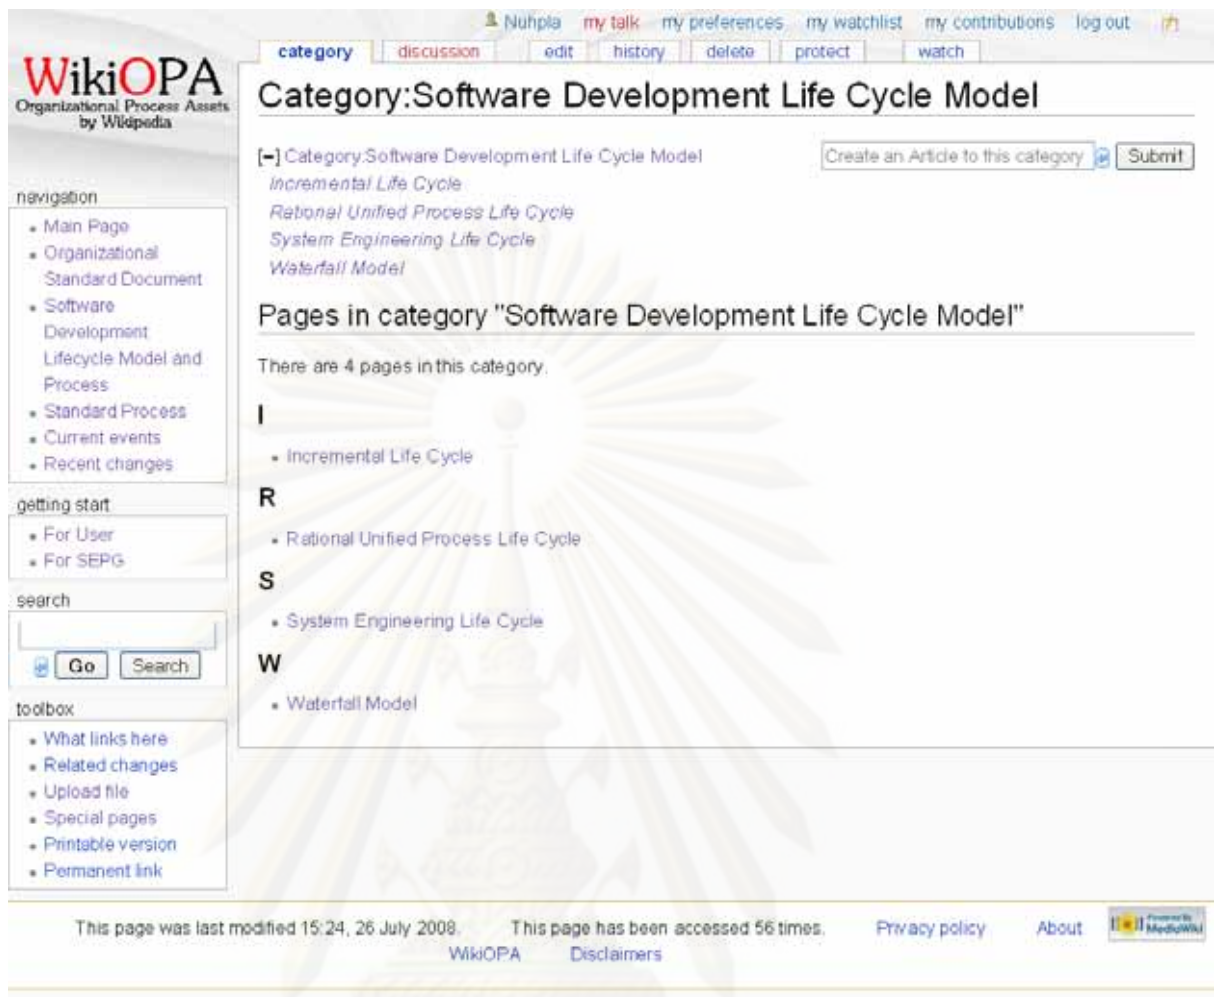 Nuhpla my talk my preferences my watchlist my contributions log out
category discussion edit history delete protect watch
WikiOPA
Organizational Process Assets
by Wikipedia
Category:Software Development Life Cycle Model
[−] Category:Software Development Life Cycle Model
Create an Article to this category Submit
Incremental Life Cycle
Rational Unified Process Life Cycle
System Engineering Life Cycle
Waterfall Model
Pages in category "Software Development Life Cycle Model"
There are 4 pages in this category.
I
Incremental Life Cycle
R
Rational Unified Process Life Cycle
S
System Engineering Life Cycle
W
Waterfall Model
navigation
Main Page
Organizational
Standard Document
Software
Development
Lifecycle Model and
Process
Standard Process
Current events
Recent changes
getting start
For User
For SEPG
search
Go Search
toolbox
What links here
Related changes
Upload file
Special pages
Printable version
Permanent link
This page was last modified 15:24, 26 July 2008. This page has been accessed 56 times. Privacy policy About
WikiOPA Disclaimers
Powered By
MediaWiki